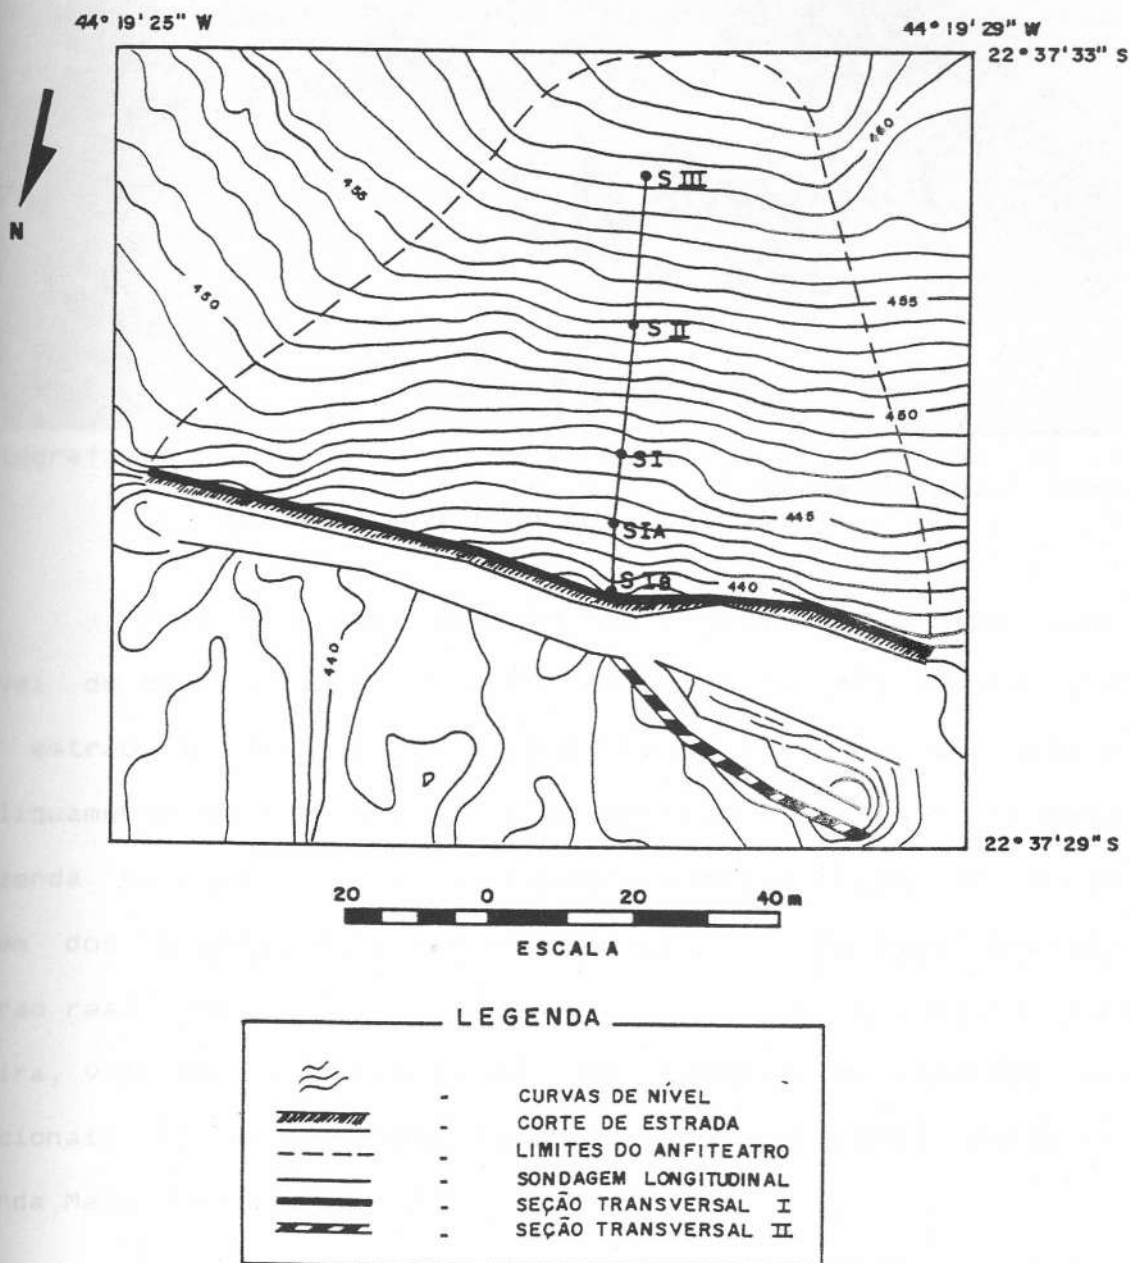 44° 19' 25" W
44° 19' 29" W
22° 37' 33" S
N
460
455
S III
450
455
S II
450
S I
445
S IA
S IB
440
440
22° 37' 29" S
20 0 20 40 m
ESCALA
LEGENDA
- CURVAS DE NÍVEL
- CORTE DE ESTRADA
- LIMITES DO ANFITEATRO
- SONDAGEM LONGITUDINAL
- SEÇÃO TRANSVERSAL I
- SEÇÃO TRANSVERSAL II